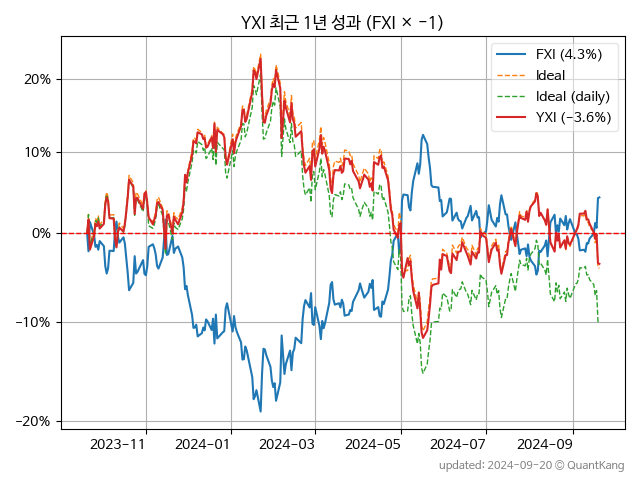 YXI 최근 1년 성과 (FXI × −1)
FXI (4.3%)
Ideal
Ideal (daily)
YXI (−3.6%)
20%
10%
0%
−10%
−20%
2023−11
2024−01
2024−03
2024−05
2024−07
2024−09
updated: 2024-09-20 @ QuantKang